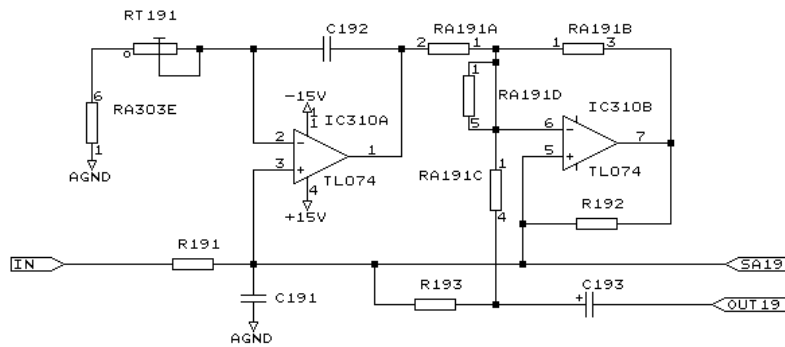 RT191
C192
RA191A
RA191B
2
1
1
3
6
RA303E
1
AGND
-15V
1
1
IC310A
2
3
1
4
TL074
+15V
1
RA191D
5
IC310B
6
5
7
TL074
1
RA191C
4
R192
IN
R191
SA19
C191
AGND
R193
+
C193
OUT19